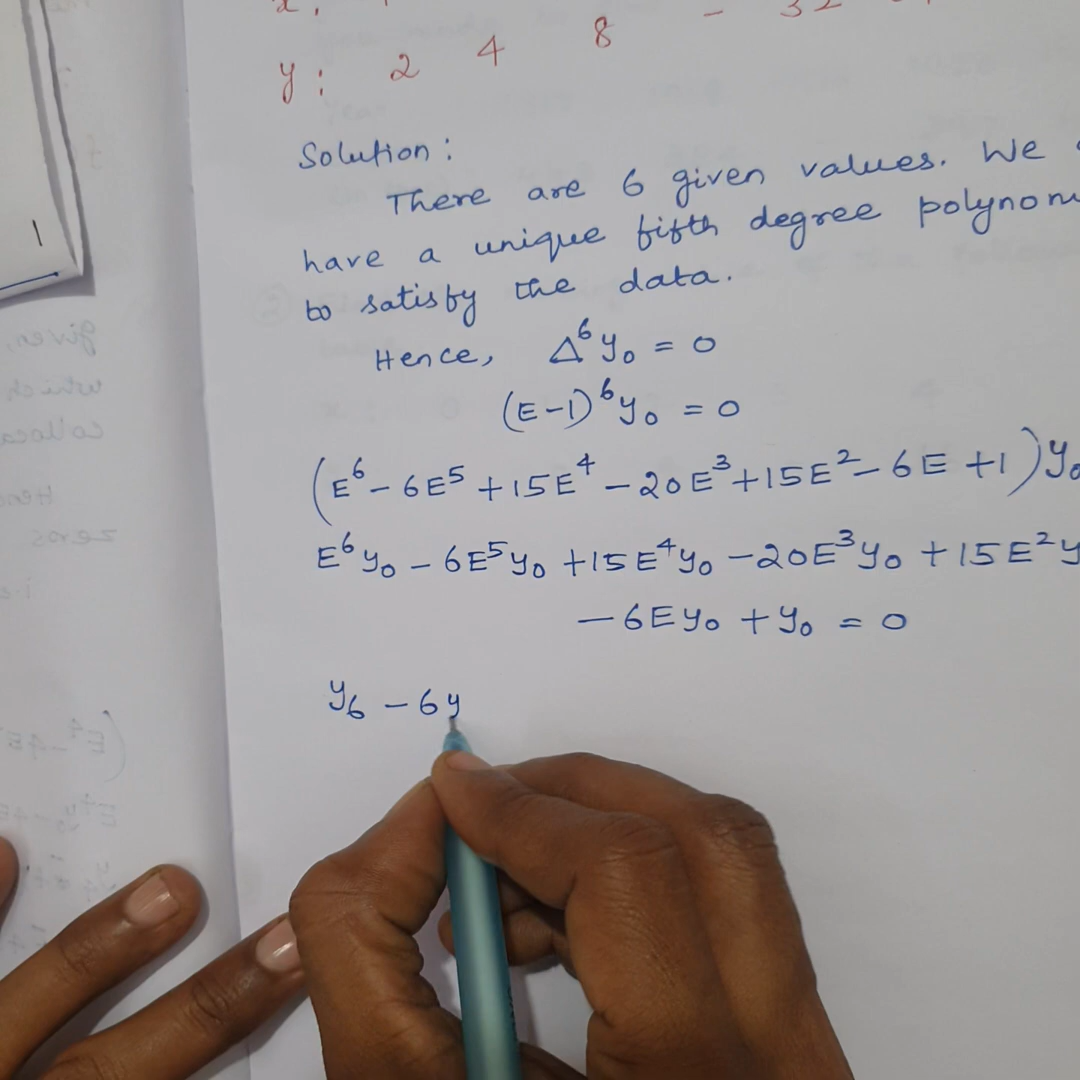 y : 2 4 8 - 32
Solution :
There are 6 given values. We
have a unique fifth degree polynom
to satisfy the data.
Hence, Δ⁶y₀ = 0
(E-1)⁶y₀ = 0
(E⁶ - 6E⁵ + 15E⁴ - 20E³ + 15E² - 6E + 1) y₀
E⁶y₀ - 6E⁵y₀ + 15E⁴y₀ - 20E³y₀ + 15E²y
- 6Ey₀ + y₀ = 0
y₆ - 6y